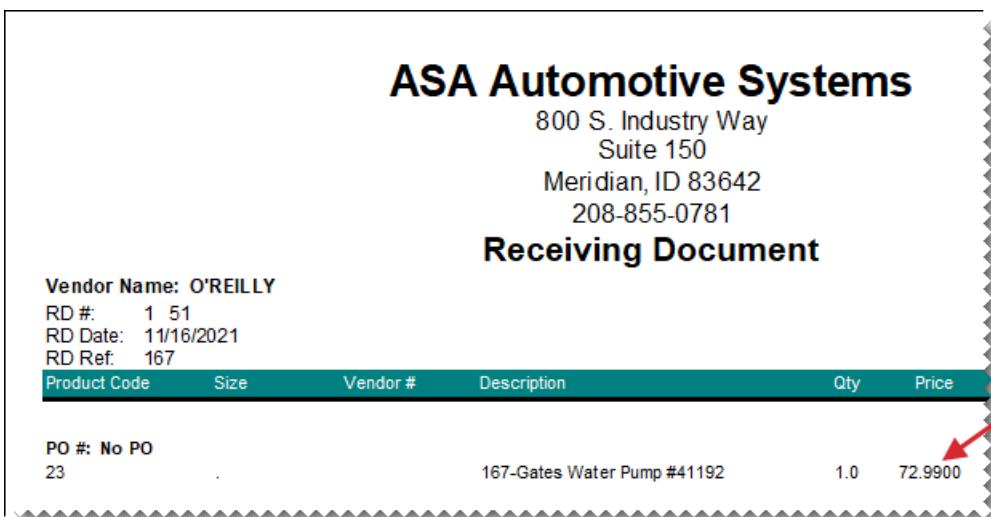 ASA Automotive Systems
800 S. Industry Way
Suite 150
Meridian, ID 83642
208-855-0781
Receiving Document
Vendor Name: O'REILLY
RD #: 1 51
RD Date: 11/16/2021
RD Ref: 167
Product Code Size Vendor # Description Qty Price
PO #: No PO
23 . 167-Gates Water Pump #41192 1.0 72.9900